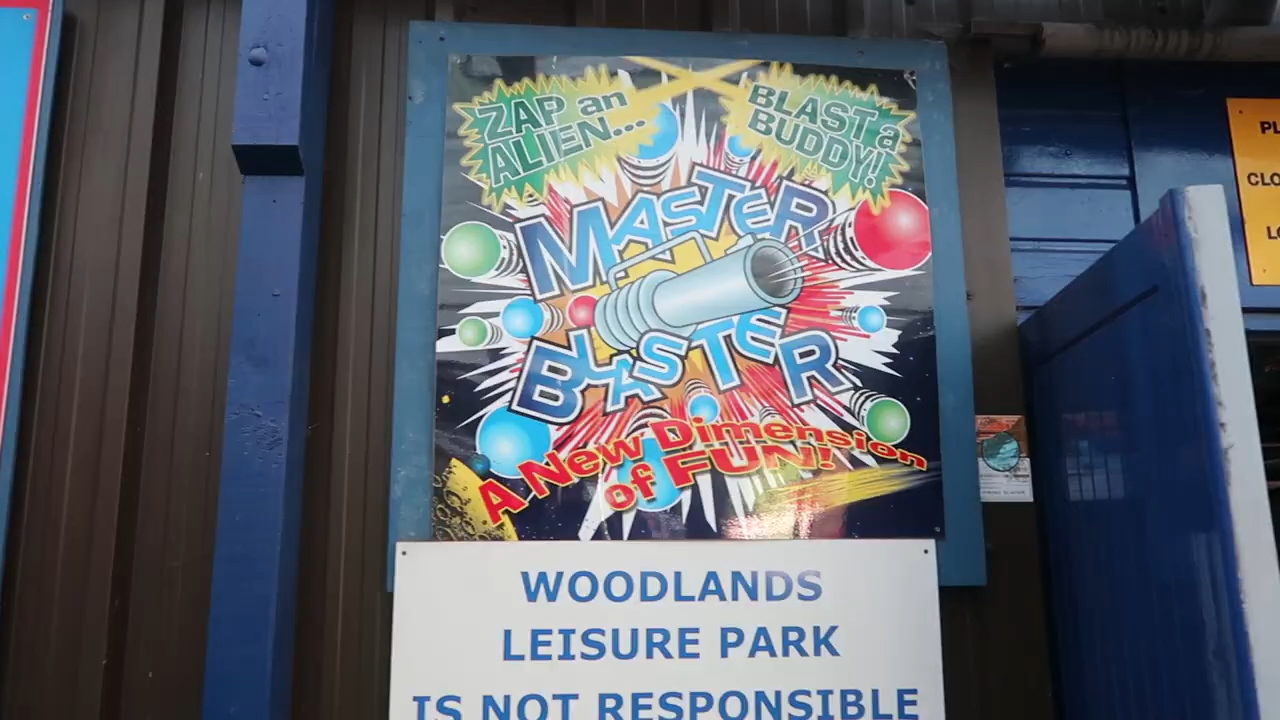 ZAP an
ALIEN...
BLAST a
BUDDY!
MASTER
BLASTER
A New Dimension
of FUN!
WOODLANDS
LEISURE PARK
IS NOT RESPONSIBLE